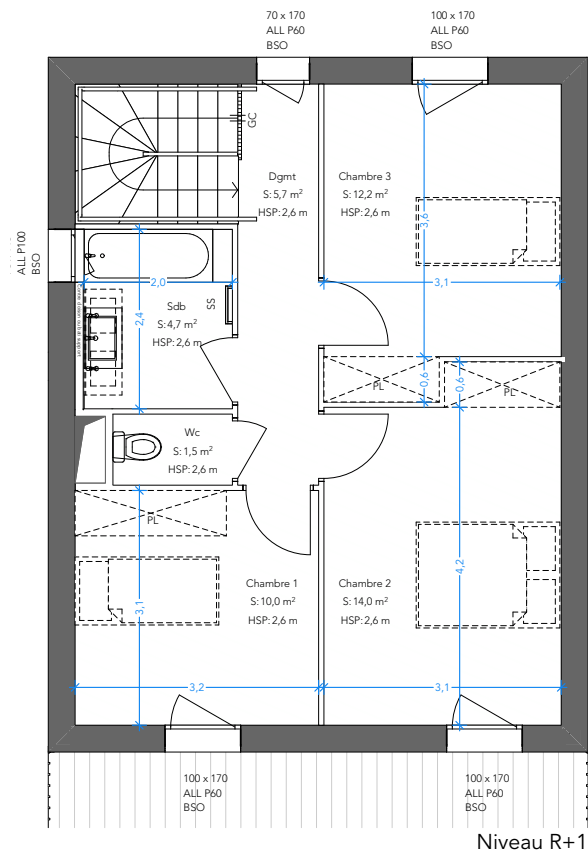 70 x 170
ALL P60
BSO
100 x 170
ALL P60
BSO
GC
Dgmt
S: 5,7 m²
HSP: 2,6 m
Chambre 3
S: 12,2 m²
HSP: 2,6 m
3,6
3,1
ALL P100
BSO
2,0
2,4
Sdb
S: 4,7 m²
HSP: 2,6 m
SS
PL
0,6
0,6
PL
Wc
S: 1,5 m²
HSP: 2,6 m
PL
3,1
Chambre 1
S: 10,0 m²
HSP: 2,6 m
Chambre 2
S: 14,0 m²
HSP: 2,6 m
4,2
3,2
3,1
100 x 170
ALL P60
BSO
100 x 170
ALL P60
BSO
Niveau R+1